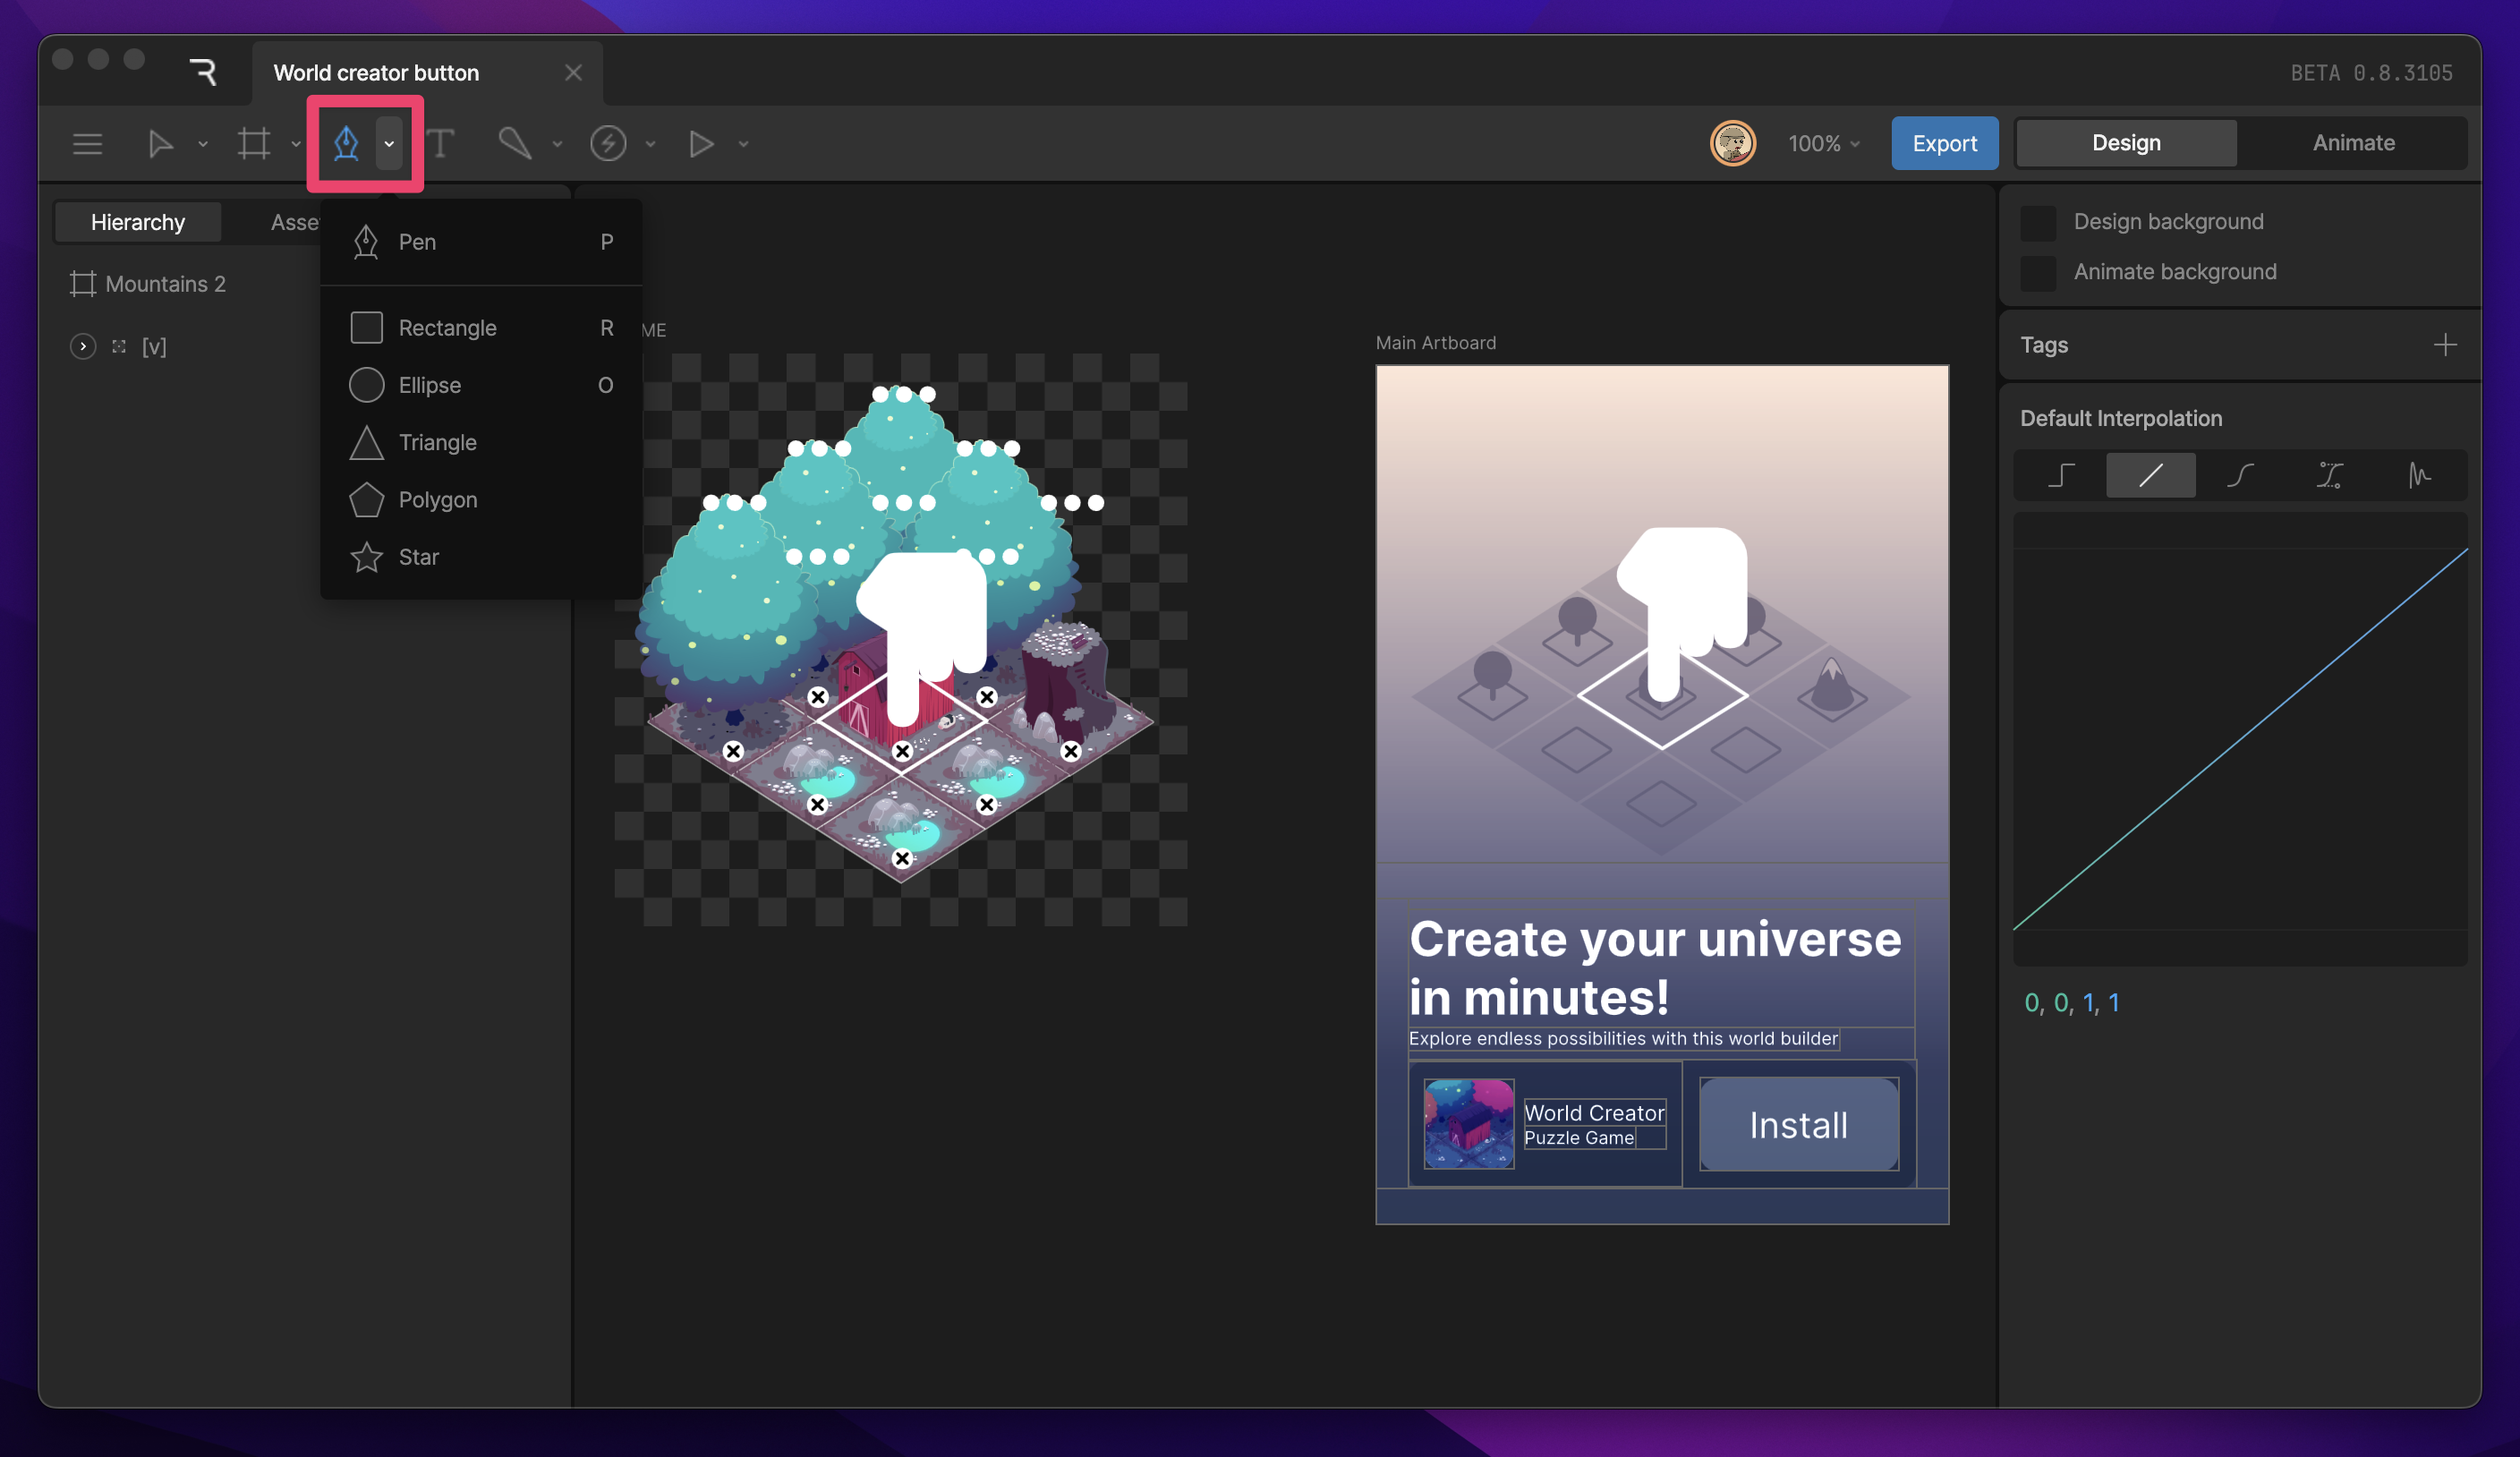 World creator button
BETA 0.8.3105
T
100%
Export
Design
Animate
Hierarchy
Asse
Mountains 2
[v]
Pen P
Rectangle R
Ellipse O
Triangle
Polygon
Star
ME
Main Artboard
Create your universe
in minutes!
Explore endless possibilities with this world builder
World Creator
Puzzle Game
Install
Design background
Animate background
Tags
Default Interpolation
0, 0, 1, 1